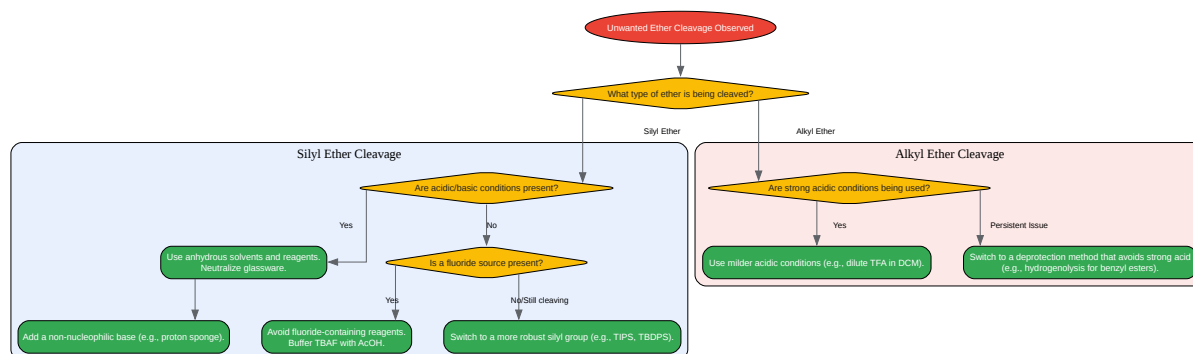 Unwanted Ether Cleavage Observed
What type of ether is being cleaved?
Silyl Ether
Alkyl Ether
Silyl Ether Cleavage
Are acidic/basic conditions present?
Yes
No
Use anhydrous solvents and reagents.
Neutralize glassware.
Is a fluoride source present?
Yes
No/Still cleaving
Add a non-nucleophilic base (e.g., proton sponge).
Avoid fluoride-containing reagents.
Buffer TBAF with AcOH.
Switch to a more robust silyl group (e.g., TIPS, TBDPS).
Alkyl Ether Cleavage
Are strong acidic conditions being used?
Yes
Persistent Issue
Use milder acidic conditions (e.g., dilute TFA in DCM).
Switch to a deprotection method that avoids strong acid
(e.g., hydrogenolysis for benzyl esters).